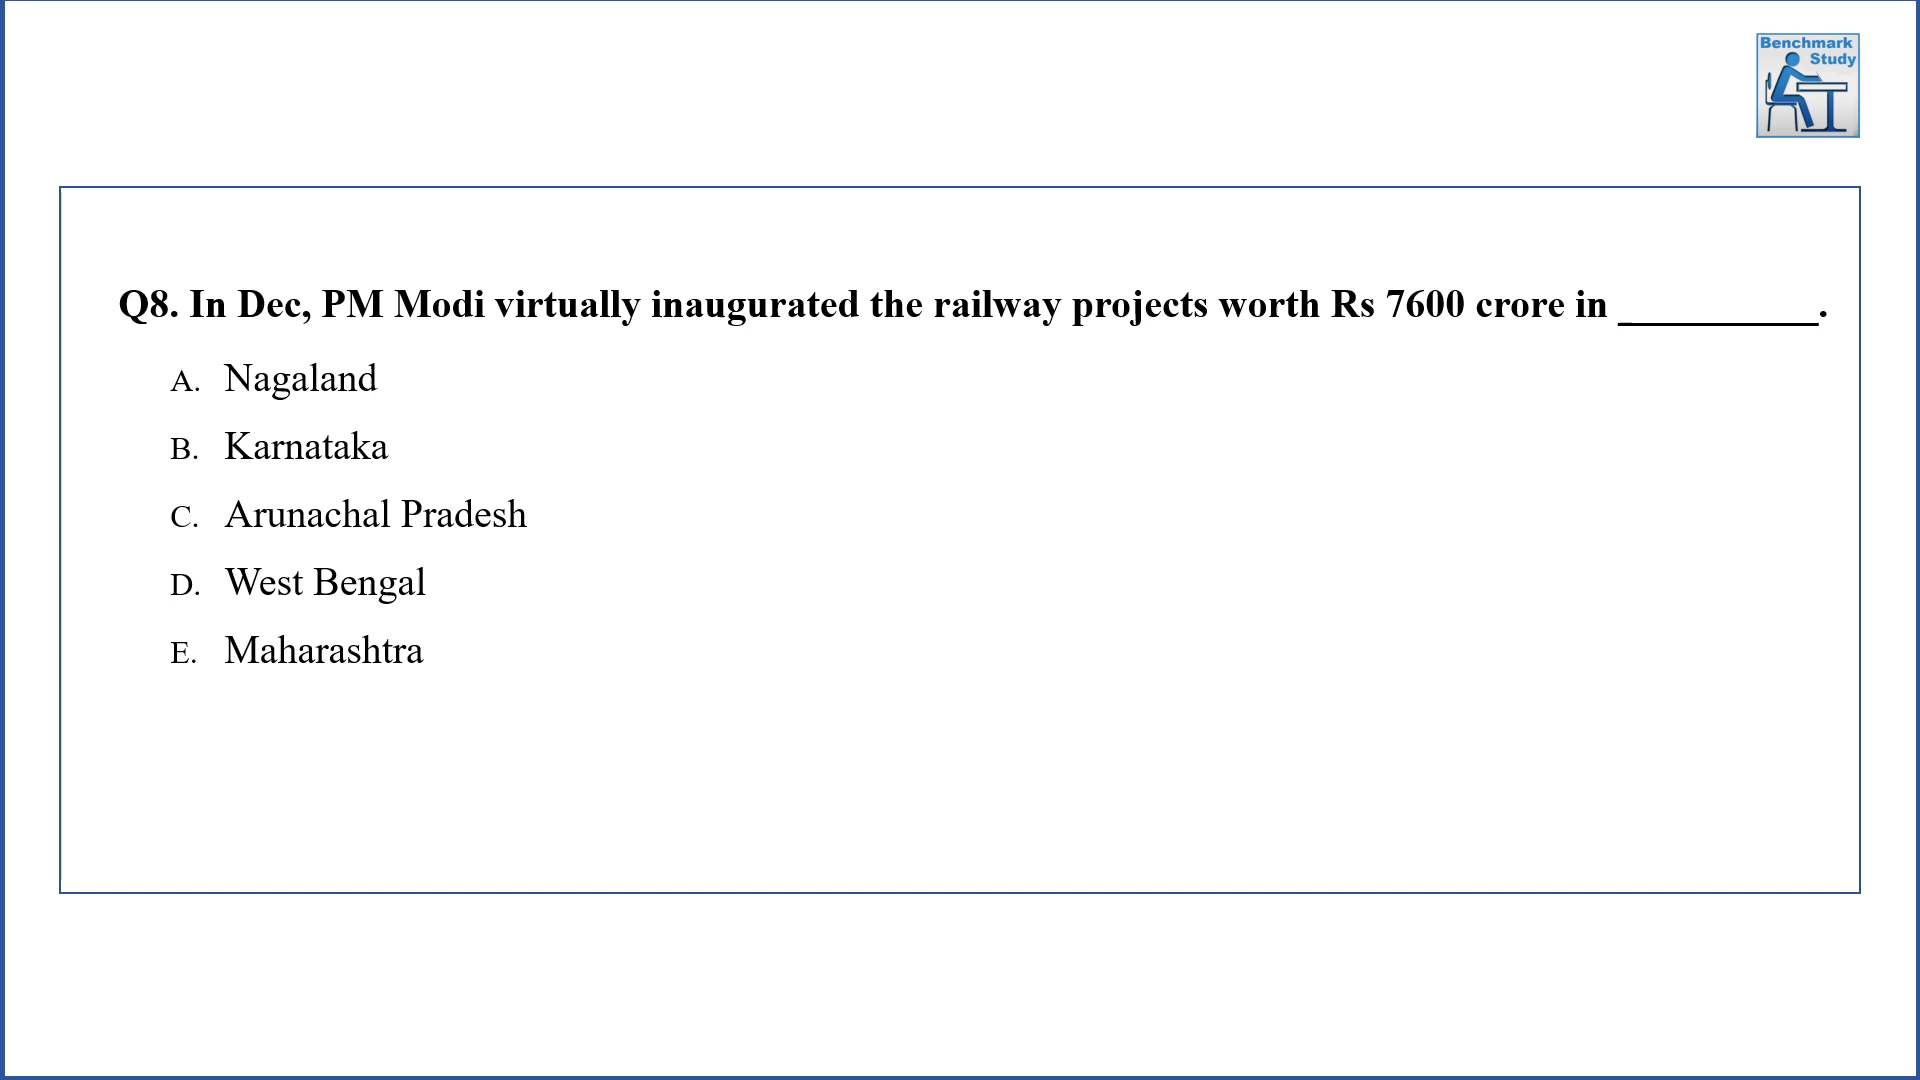 Benchmark
Study
Q8. In Dec, PM Modi virtually inaugurated the railway projects worth Rs 7600 crore in __________.
A. Nagaland
B. Karnataka
C. Arunachal Pradesh
D. West Bengal
E. Maharashtra